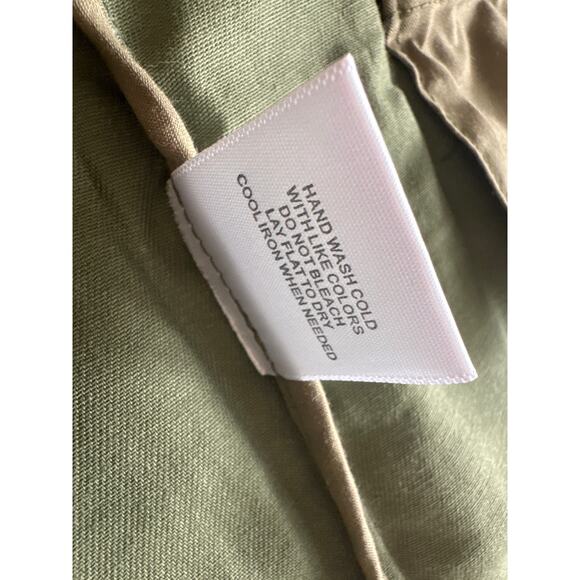 HAND WASH COLD
WITH LIKE COLORS
DO NOT BLEACH
LAY FLAT TO DRY
COOL IRON WHEN NEEDED